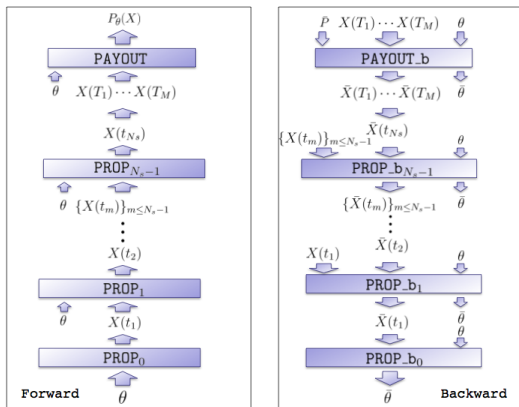 P_θ(X)
PAYOUT
θ X(T_1) ⋯ X(T_M)
X(t_{N_s})
PROP_{N_s−1}
θ {X(t_m)}_{m≤N_s−1}
⋮
X(t_2)
PROP_1
θ X(t_1)
PROP_0
Forward θ
P̄ X(T_1) ⋯ X(T_M) θ
PAYOUT_b
X̄(T_1) ⋯ X̄(T_M) θ̄
X̄(t_{N_s})
{X(t_m)}_{m≤N_s−1} θ
PROP_b_{N_s−1}
{X̄(t_m)}_{m≤N_s−1} θ̄
⋮
X̄(t_2)
X(t_1) θ
PROP_b_1
X̄(t_1) θ̄
θ
PROP_b_0
θ̄ Backward